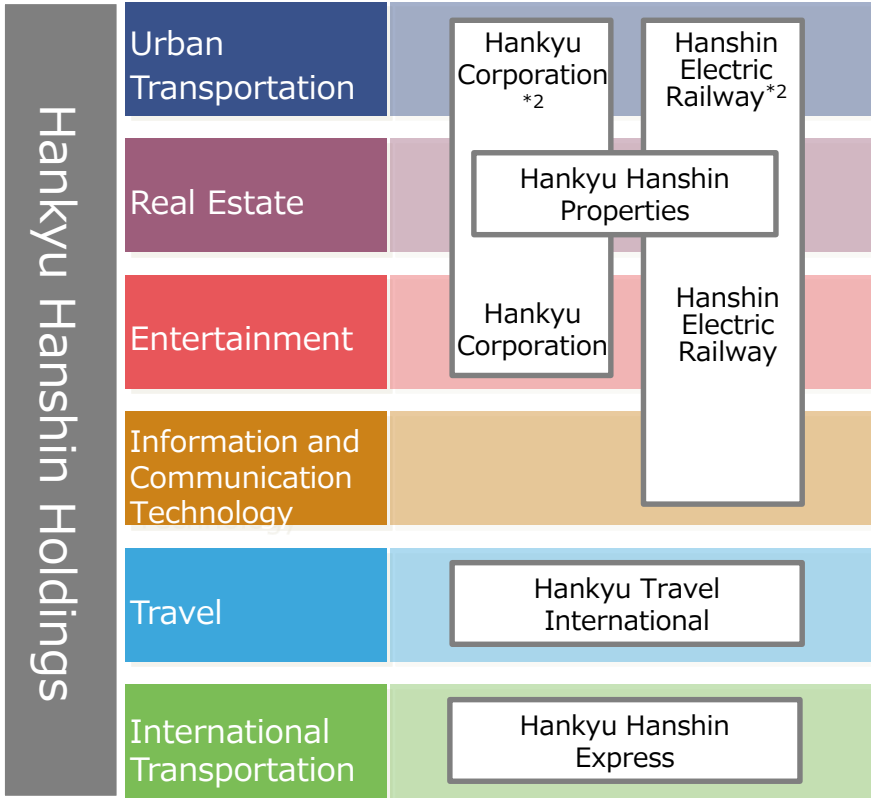 Hankyu Hanshin Holdings
Urban
Transportation
Hankyu
Corporation
*2
Hanshin
Electric
Railway*2
Real Estate
Hankyu Hanshin
Properties
Entertainment
Hankyu
Corporation
Hanshin
Electric
Railway
Information and
Communication
Technology
Travel
Hankyu Travel
International
International
Transportation
Hankyu Hanshin
Express